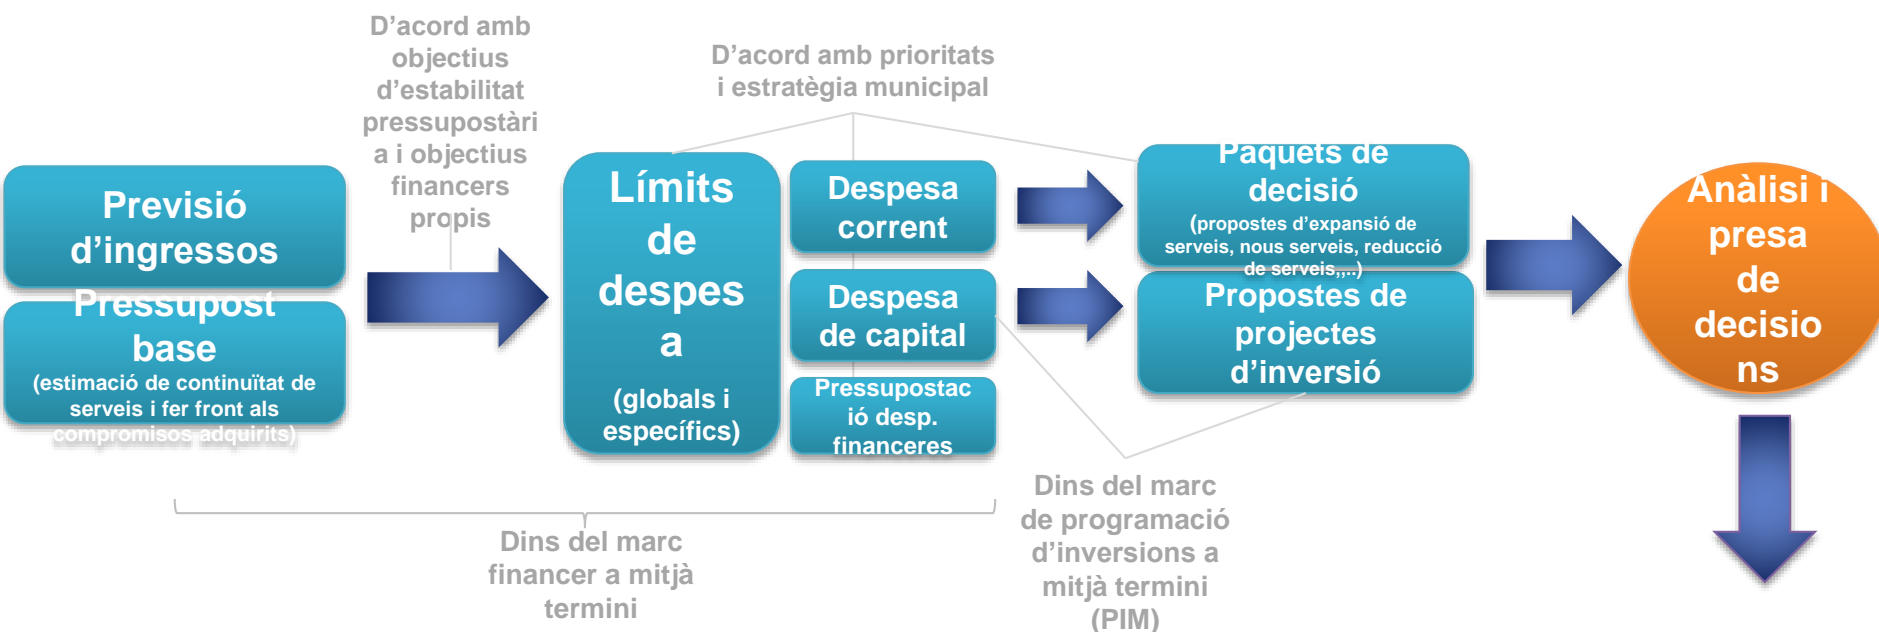 D’acord amb
objectius
d’estabilitat
pressupostàri
a i objectius
financers
propis
D’acord amb prioritats
i estratègia municipal
Previsió
d’ingressos
Pressupost
base
(estimació de continuïtat de
serveis i fer front als
compromisos adquirits)
Límits
de
despes
a
(globals i
específics)
Despesa
corrent
Despesa
de capital
Pressupostac
ió desp.
financeres
Paquets de
decisió
(propostes d’expansió de
serveis, nous serveis, reducció
de serveis,,..)
Propostes de
projectes
d’inversió
Anàlisi i
presa
de
decisio
ns
Dins del marc
financer a mitjà
termini
Dins del marc
de programació
d’inversions a
mitjà termini
(PIM)